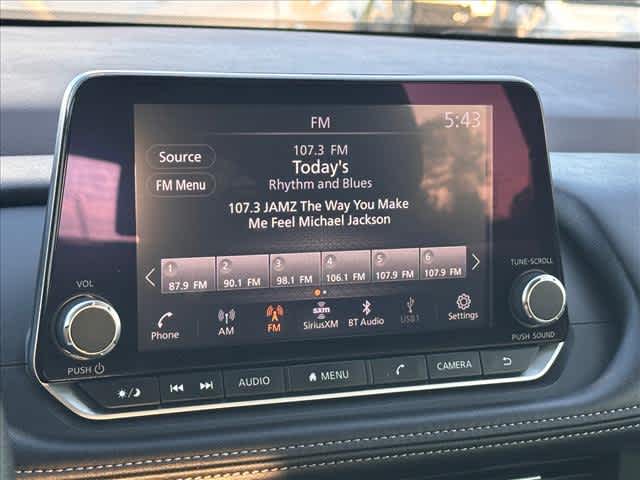 FM
5:43
Source
FM Menu
107.3 FM
Today's
Rhythm and Blues
107.3 JAMZ The Way You Make
Me Feel Michael Jackson
1 2 3 4 5 6
87.9 FM 90.1 FM 98.1 FM 106.1 FM 107.9 FM 107.9 FM
Phone
AM
FM
sxm
SiriusXM
BT Audio
USB1
Settings
VOL
PUSH
TUNE-SCROLL
PUSH SOUND
AUDIO
MENU
CAMERA